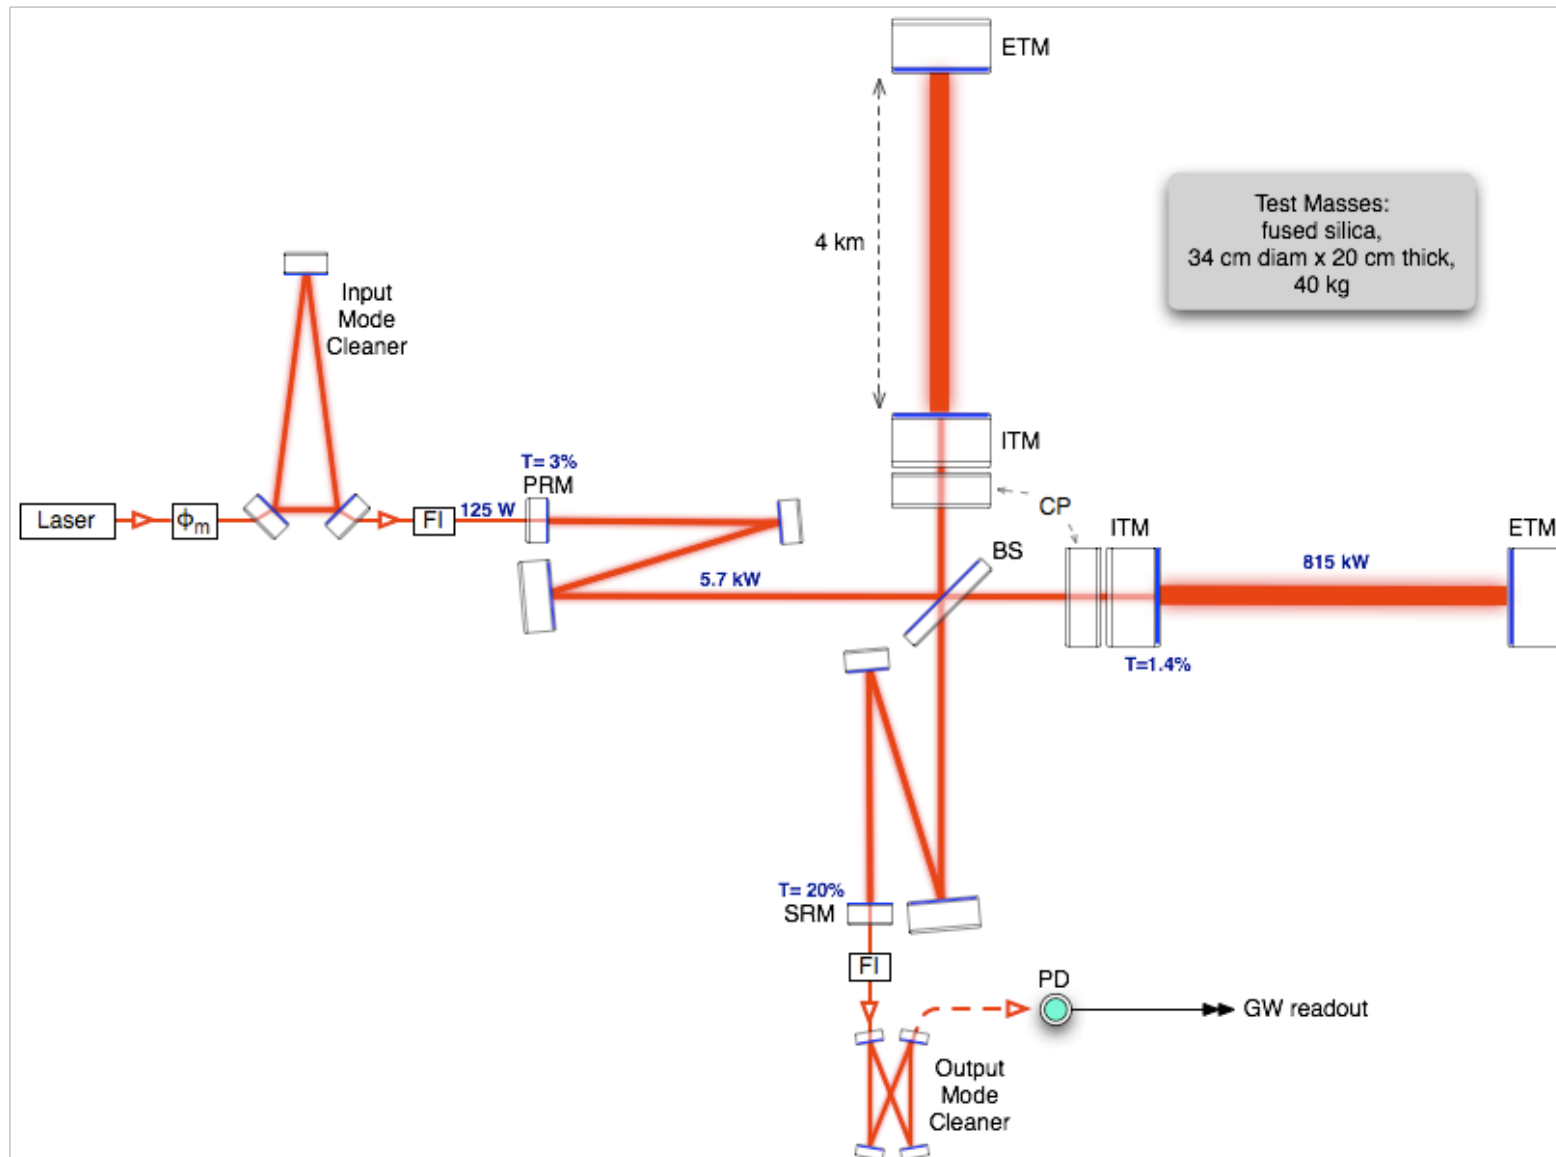 ETM
4 km
Test Masses:
fused silica,
34 cm diam x 20 cm thick,
40 kg
Input
Mode
Cleaner
ITM
T= 3%
PRM
125 W
Laser
Φm
FI
CP
ITM
ETM
BS
815 kW
5.7 kW
T=1.4%
T= 20%
SRM
FI
PD
GW readout
Output
Mode
Cleaner